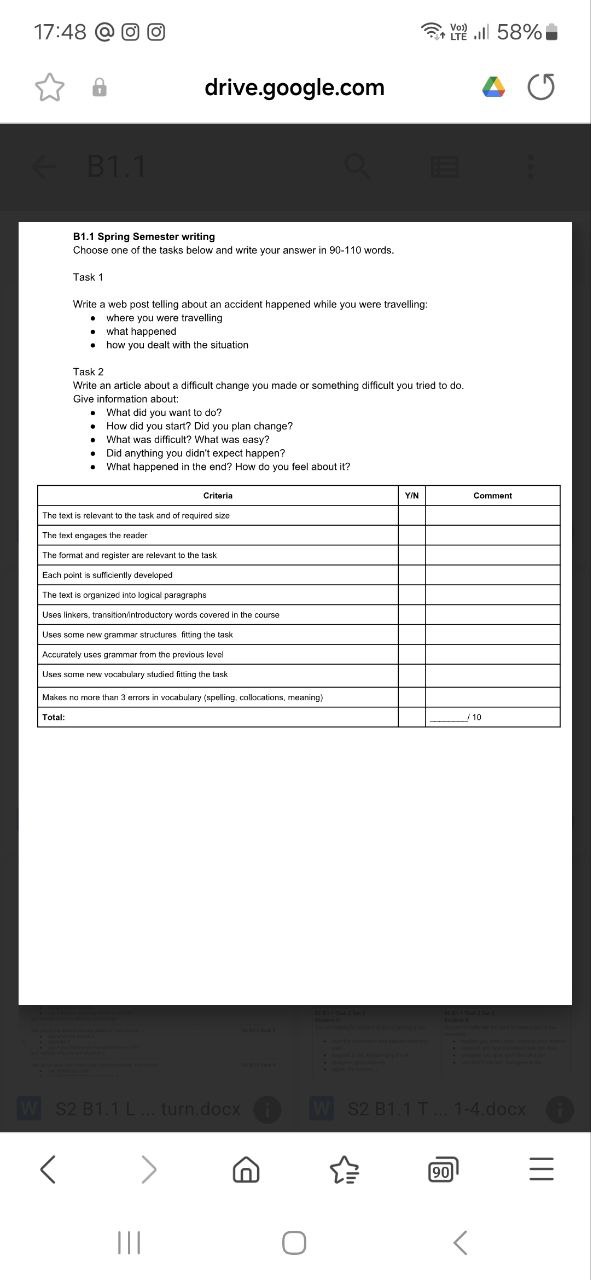 17:48
Vo))
LTE
58%
drive.google.com
B1.1
B1.1 Spring Semester writing
Choose one of the tasks below and write your answer in 90-110 words.
Task 1
Write a web post telling about an accident happened while you were travelling:
• where you were travelling
• what happened
• how you dealt with the situation
Task 2
Write an article about a difficult change you made or something difficult you tried to do.
Give information about:
• What did you want to do?
• How did you start? Did you plan change?
• What was difficult? What was easy?
• Did anything you didn't expect happen?
• What happened in the end? How do you feel about it?
Criteria Y/N Comment
The text is relevant to the task and of required size
The text engages the reader
The format and register are relevant to the task
Each point is sufficiently developed
The text is organized into logical paragraphs
Uses linkers, transition/introductory words covered in the course
Uses some new grammar structures fitting the task
Accurately uses grammar from the previous level
Uses some new vocabulary studied fitting the task
Makes no more than 3 errors in vocabulary (spelling, collocations, meaning)
Total: ________/ 10
W S2 B1.1 L ... turn.docx
W S2 B1.1 T ... 1-4.docx
90